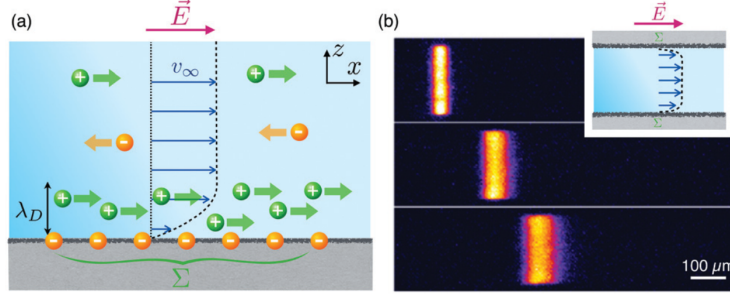 (a)
E
v∞
z
x
+ +
− −
+ + + + + +
λD
− − − − − − −
Σ
(b)
E
Σ
Σ
100 µm